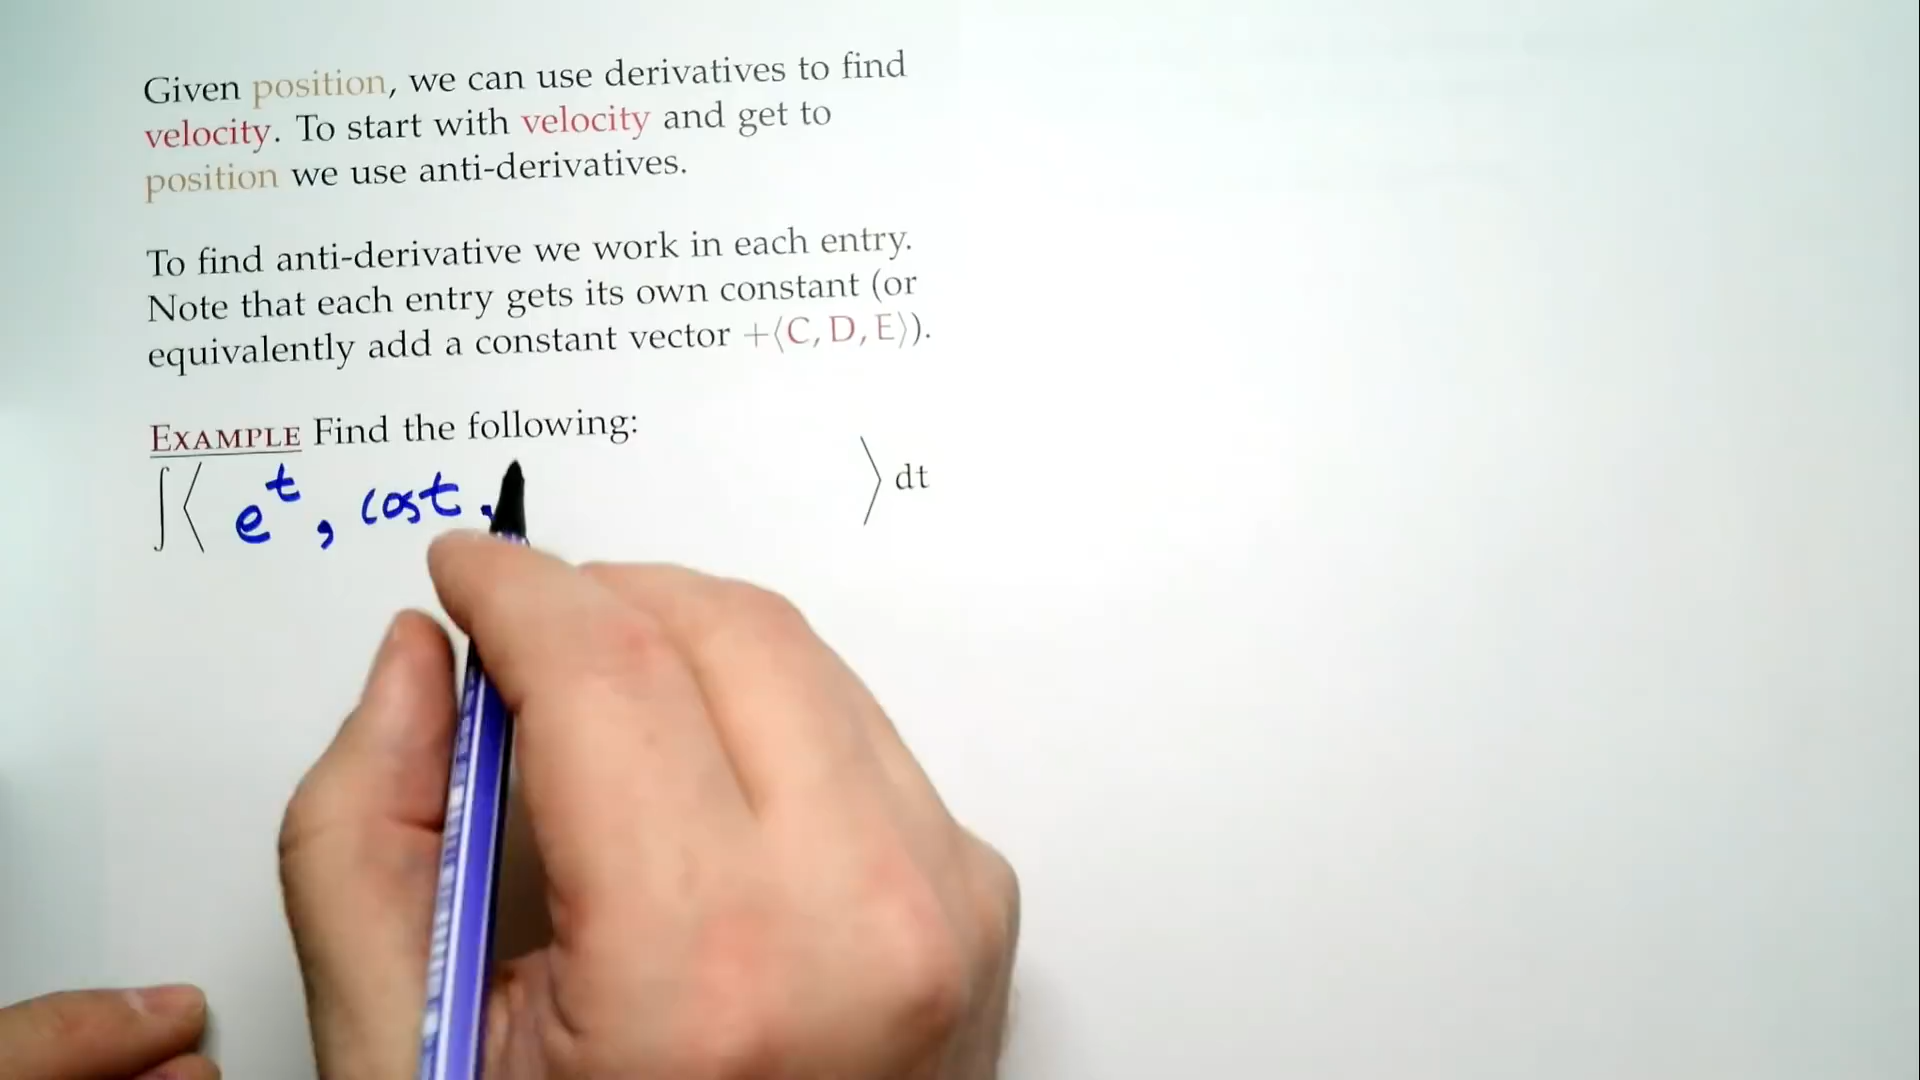 Given position, we can use derivatives to find
velocity. To start with velocity and get to
position we use anti-derivatives.
To find anti-derivative we work in each entry.
Note that each entry gets its own constant (or
equivalently add a constant vector +⟨C, D, E⟩).
EXAMPLE Find the following:
∫⟨ e^t, cos t, ⟩ dt